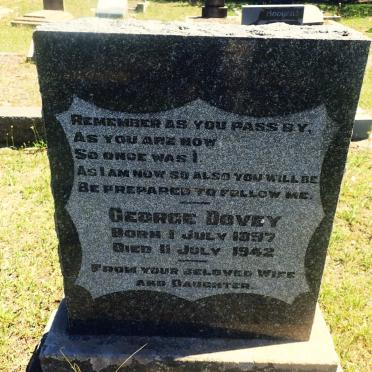 Remember as you pass by,
As you are now
So once was I
As I am now so also you will be
Be prepared to follow me.
George Dovey
Born 1 July 1897
Died 11 July 1942
From your beloved Wife
and Daughter